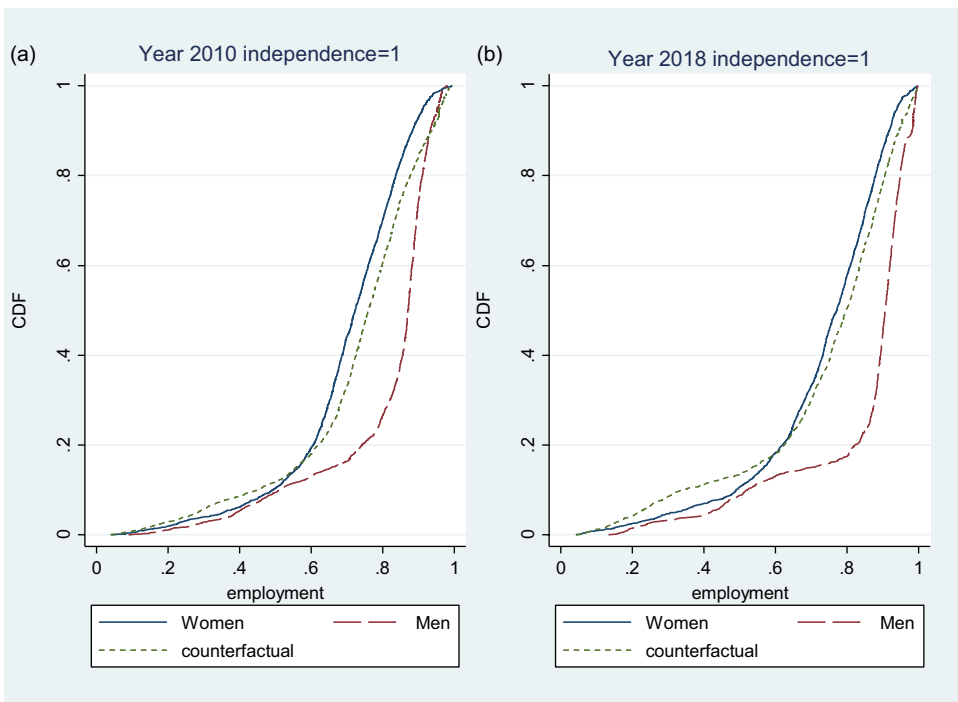 (a)
Year 2010 independence=1
CDF
1
.8
.6
.4
.2
0
0 .2 .4 .6 .8 1
employment
Women Men
counterfactual
(b)
Year 2018 independence=1
CDF
1
.8
.6
.4
.2
0
0 .2 .4 .6 .8 1
employment
Women Men
counterfactual